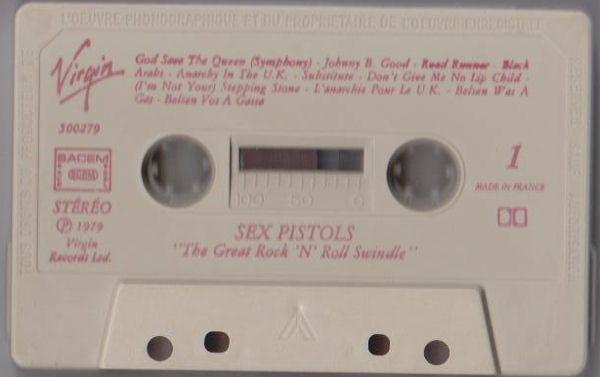 L'OEUVRE PHONOGRAPHIQUE ET DU PROPRIETAIRE DE L'OEUVRE ENREGISTREE
Virgin
God Save The Queen (Symphony) · Johnny B. Good · Road Runner · Black
Arabs · Anarchy In The U.K. · Substitute · Don't Give Me No Lip Child ·
(I'm Not Your) Stepping Stone · L'anarchie Pour Le U.K. · Belsen Was A
Gas · Belsen Vos A Gassa
500279
SACEM
STÉRÉO
Ⓟ 1979
Virgin
Records Ltd.
1
MADE IN FRANCE
100 50 0
SEX PISTOLS
"The Great Rock 'N' Roll Swindle"